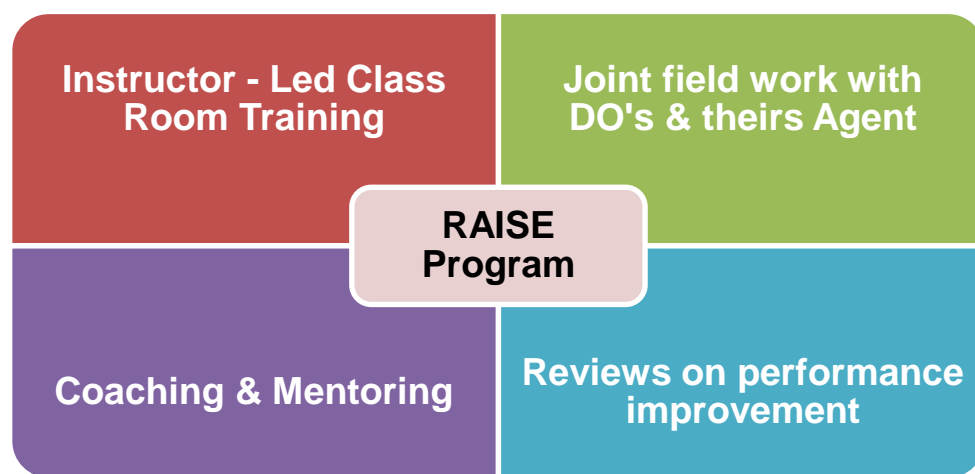 Instructor - Led Class
Room Training
Joint field work with
DO's & theirs Agent
RAISE
Program
Coaching & Mentoring
Reviews on performance
improvement